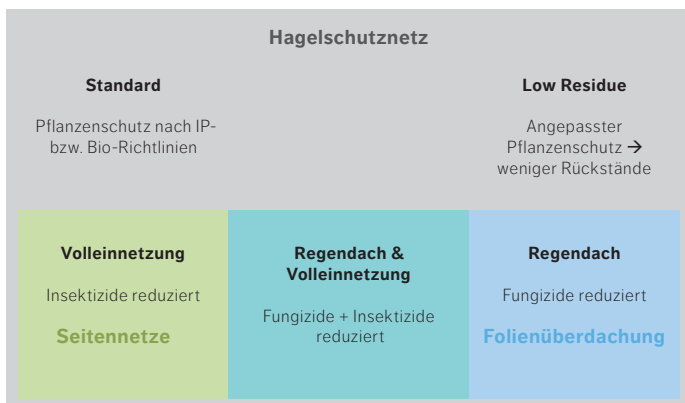 Hagelschutznetz
Standard
Pflanzenschutz nach IP-
bzw. Bio-Richtlinien
Low Residue
Angepasster
Pflanzenschutz →
weniger Rückstände
Volleinnetzung
Insektizide reduziert
Seitennetze
Regendach &
Volleinnetzung
Fungizide + Insektizide
reduziert
Regendach
Fungizide reduziert
Folienüberdachung